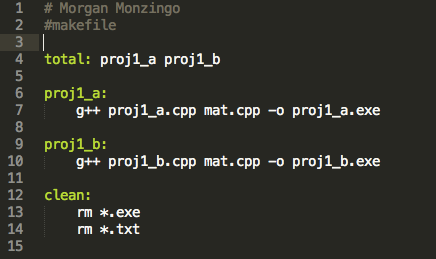 1 # Morgan Monzingo
2 #makefile
3
4 total: proj1_a proj1_b
5
6 proj1_a:
7 g++ proj1_a.cpp mat.cpp -o proj1_a.exe
8
9 proj1_b:
10 g++ proj1_b.cpp mat.cpp -o proj1_b.exe
11
12 clean:
13 rm *.exe
14 rm *.txt
15